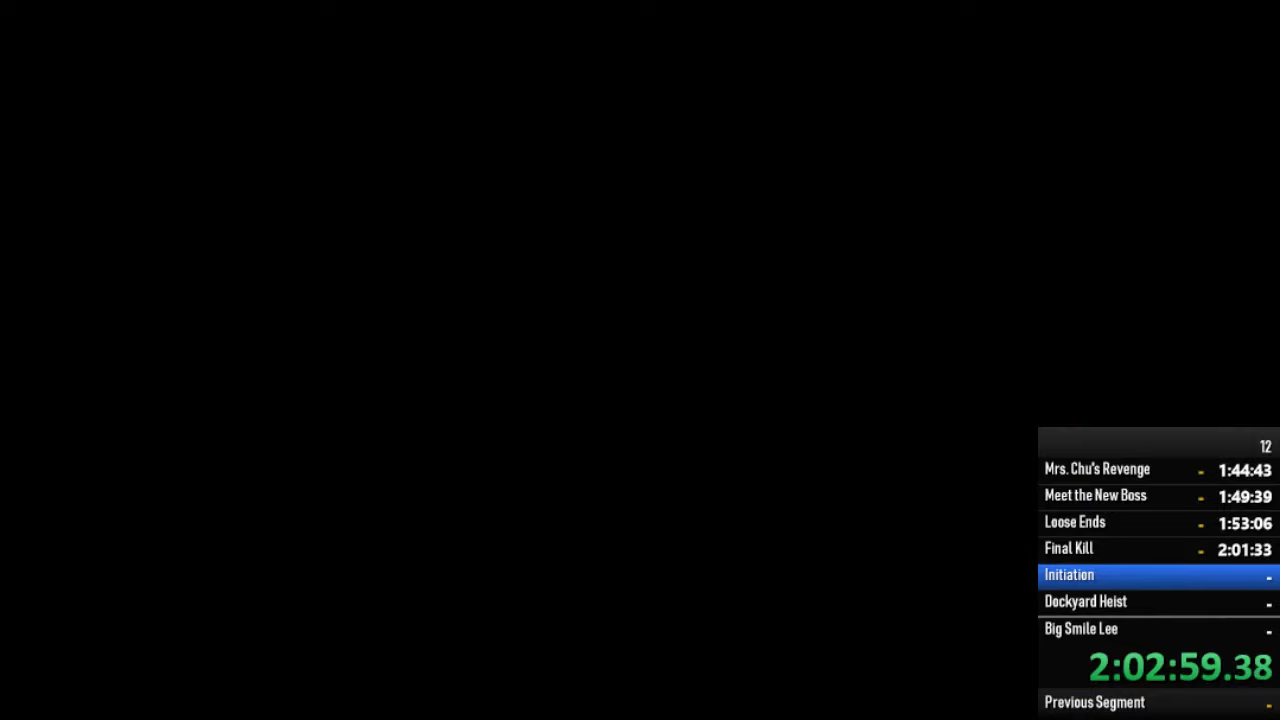 12
Mrs. Chu's Revenge - 1:44:43
Meet the New Boss - 1:49:39
Loose Ends - 1:53:06
Final Kill - 2:01:33
Initiation -
Dockyard Heist -
Big Smile Lee -
2:02:59.38
Previous Segment -